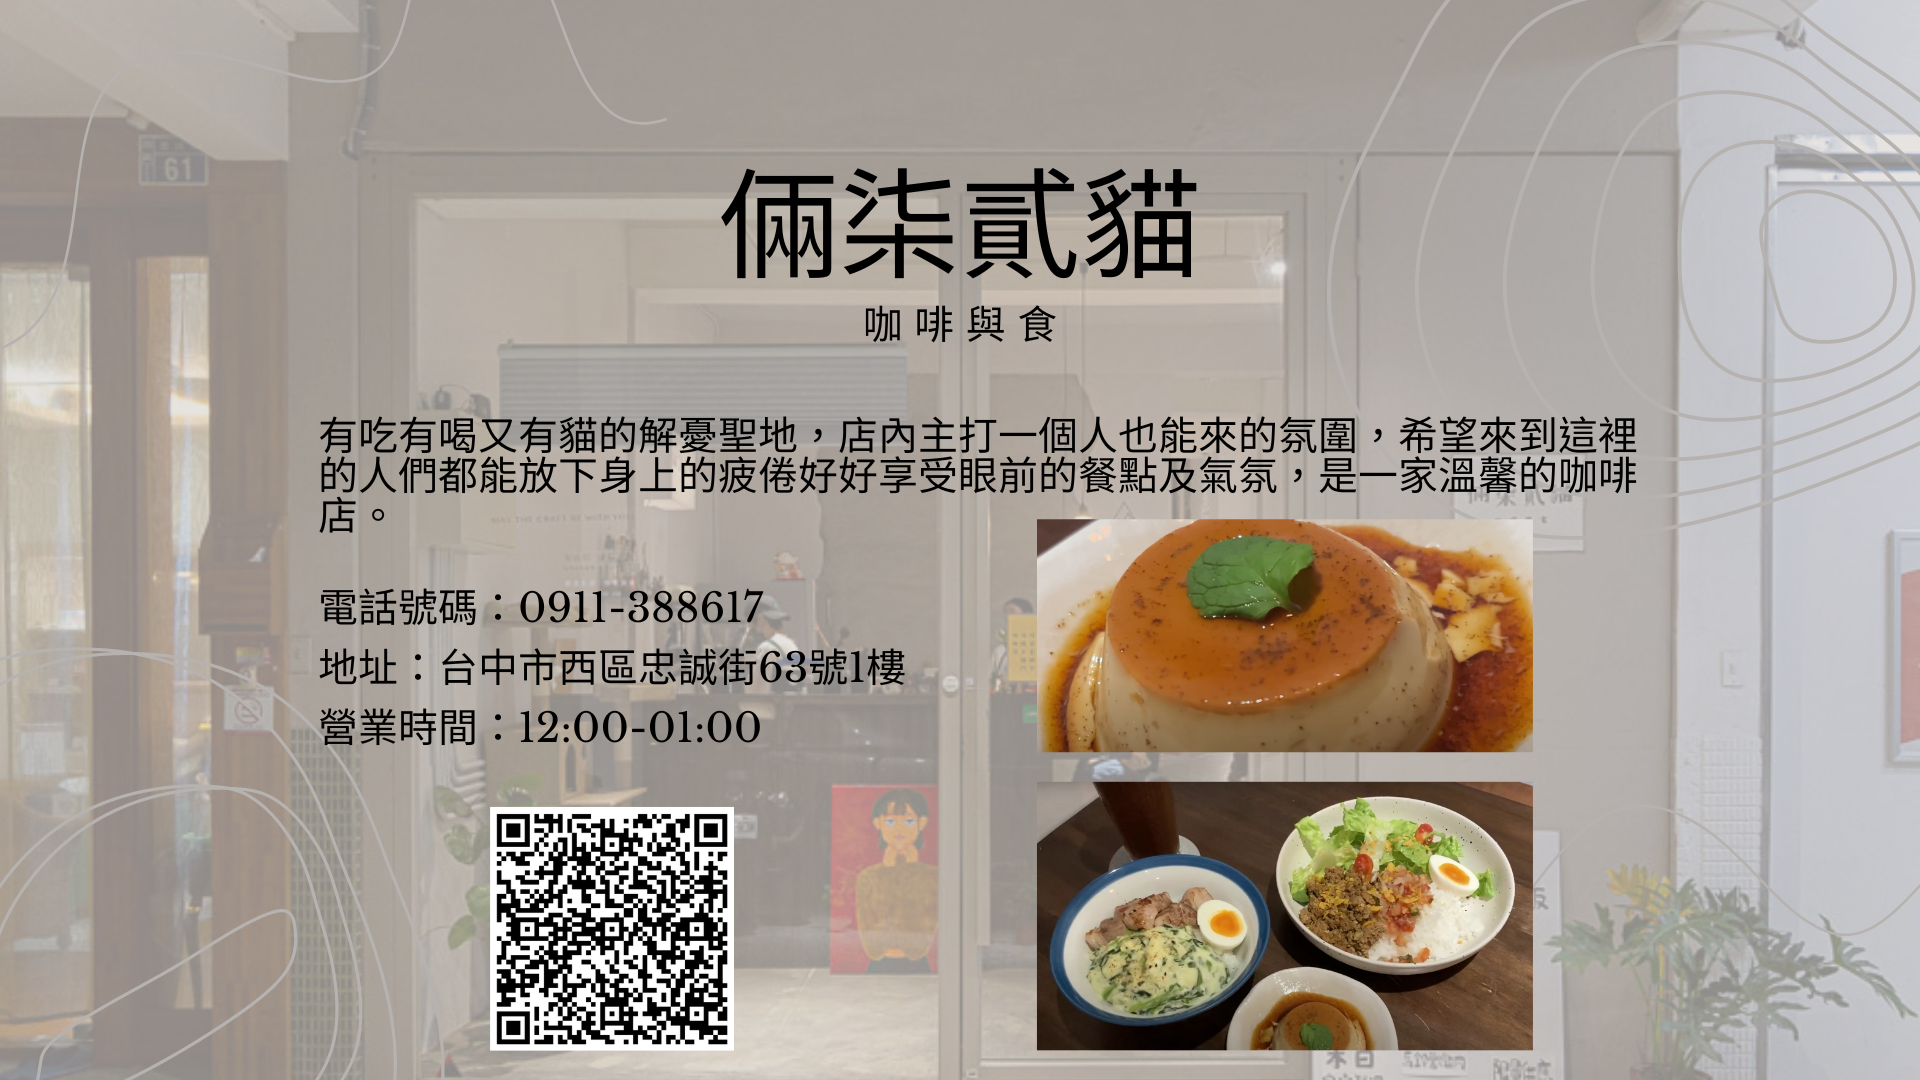 61
倆柒貳貓
咖啡與食
有吃有喝又有貓的解憂聖地，店內主打一個人也能來的氛圍，希望來到這裡
的人們都能放下身上的疲倦好好享受眼前的餐點及氣氛，是一家溫馨的咖啡
店。
倆柒貳貓
電話號碼：0911-388617
地址：台中市西區忠誠街63號1樓
營業時間：12:00-01:00